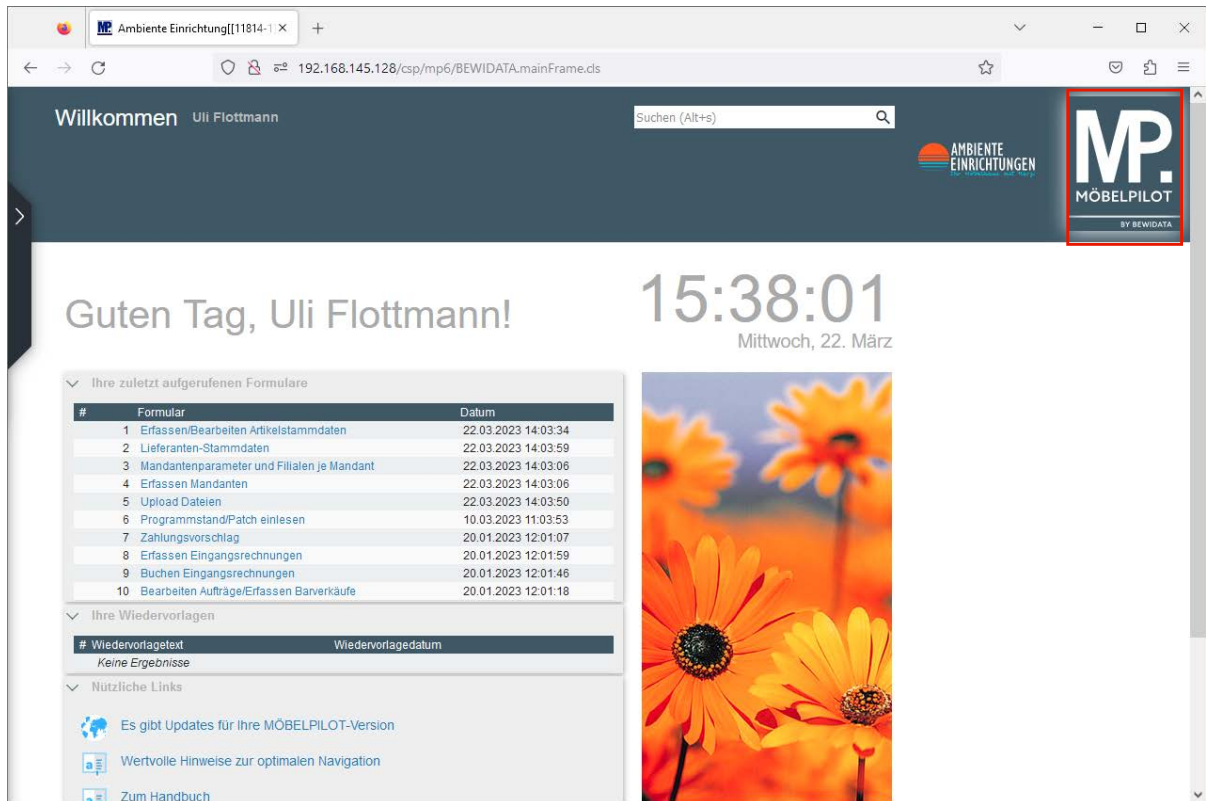 Ambiente Einrichtung[[11814-1
192.168.145.128/csp/mp6/BEWIDATA.mainFrame.cls
Willkommen Uli Flottmann
Suchen (Alt+s)
AMBIENTE
EINRICHTUNGEN
MP.
MÖBELPILOT
BY BEWIDATA
Guten Tag, Uli Flottmann!
15:38:01
Mittwoch, 22. März
Ihre zuletzt aufgerufenen Formulare
# Formular Datum
1 Erfassen/Bearbeiten Artikelstammdaten 22.03.2023 14:03:34
2 Lieferanten-Stammdaten 22.03.2023 14:03:59
3 Mandantenparameter und Filialen je Mandant 22.03.2023 14:03:06
4 Erfassen Mandanten 22.03.2023 14:03:06
5 Upload Dateien 22.03.2023 14:03:50
6 Programmstand/Patch einlesen 10.03.2023 11:03:53
7 Zahlungsvorschlag 20.01.2023 12:01:07
8 Erfassen Eingangsrechnungen 20.01.2023 12:01:59
9 Buchen Eingangsrechnungen 20.01.2023 12:01:46
10 Bearbeiten Aufträge/Erfassen Barverkäufe 20.01.2023 12:01:18
Ihre Wiedervorlagen
# Wiedervorlagetext Wiedervorlagedatum
Keine Ergebnisse
Nützliche Links
Es gibt Updates für Ihre MÖBELPILOT-Version
Wertvolle Hinweise zur optimalen Navigation
Zum Handbuch